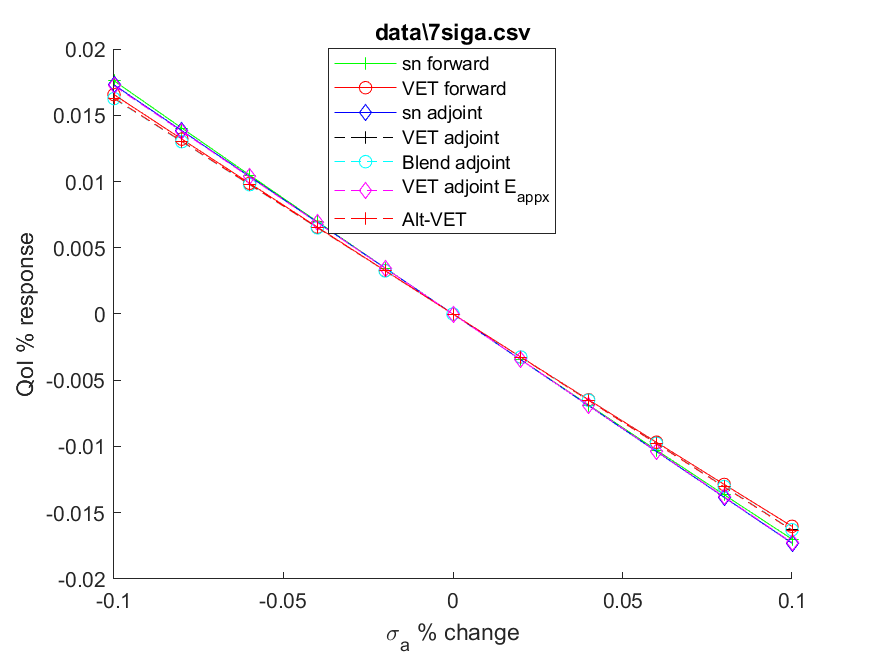 data\7siga.csv
sn forward
VET forward
sn adjoint
VET adjoint
Blend adjoint
VET adjoint E_appx
Alt-VET
0.02
0.015
0.01
0.005
0
-0.005
-0.01
-0.015
-0.02
QoI % response
-0.1 -0.05 0 0.05 0.1
σ_a % change